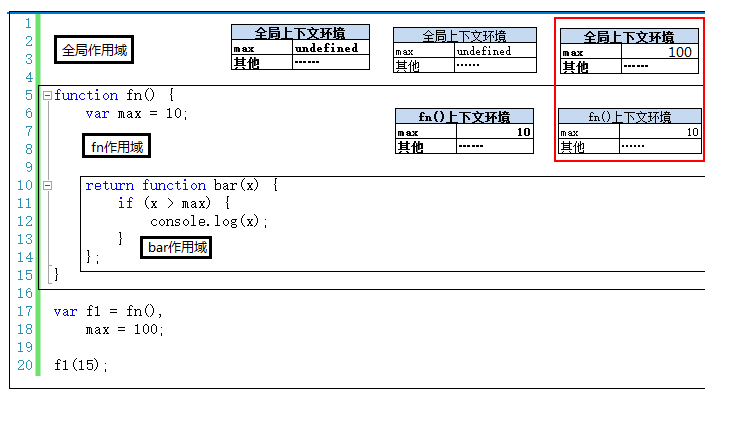 1
2 全局作用域
3
4
5 function fn() {
6 var max = 10;
7
8 fn作用域
9
10 return function bar(x) {
11 if (x > max) {
12 console.log(x);
13 }
14 };
bar作用域
15 }
16
17 var f1 = fn(),
18 max = 100;
19
20 f1(15);
全局上下文环境
max undefined
其他 ------
全局上下文环境
max undefined
其他 ······
全局上下文环境
max 100
其他 ------
fn()上下文环境
max 10
其他 ------
fn()上下文环境
max 10
其他 ······